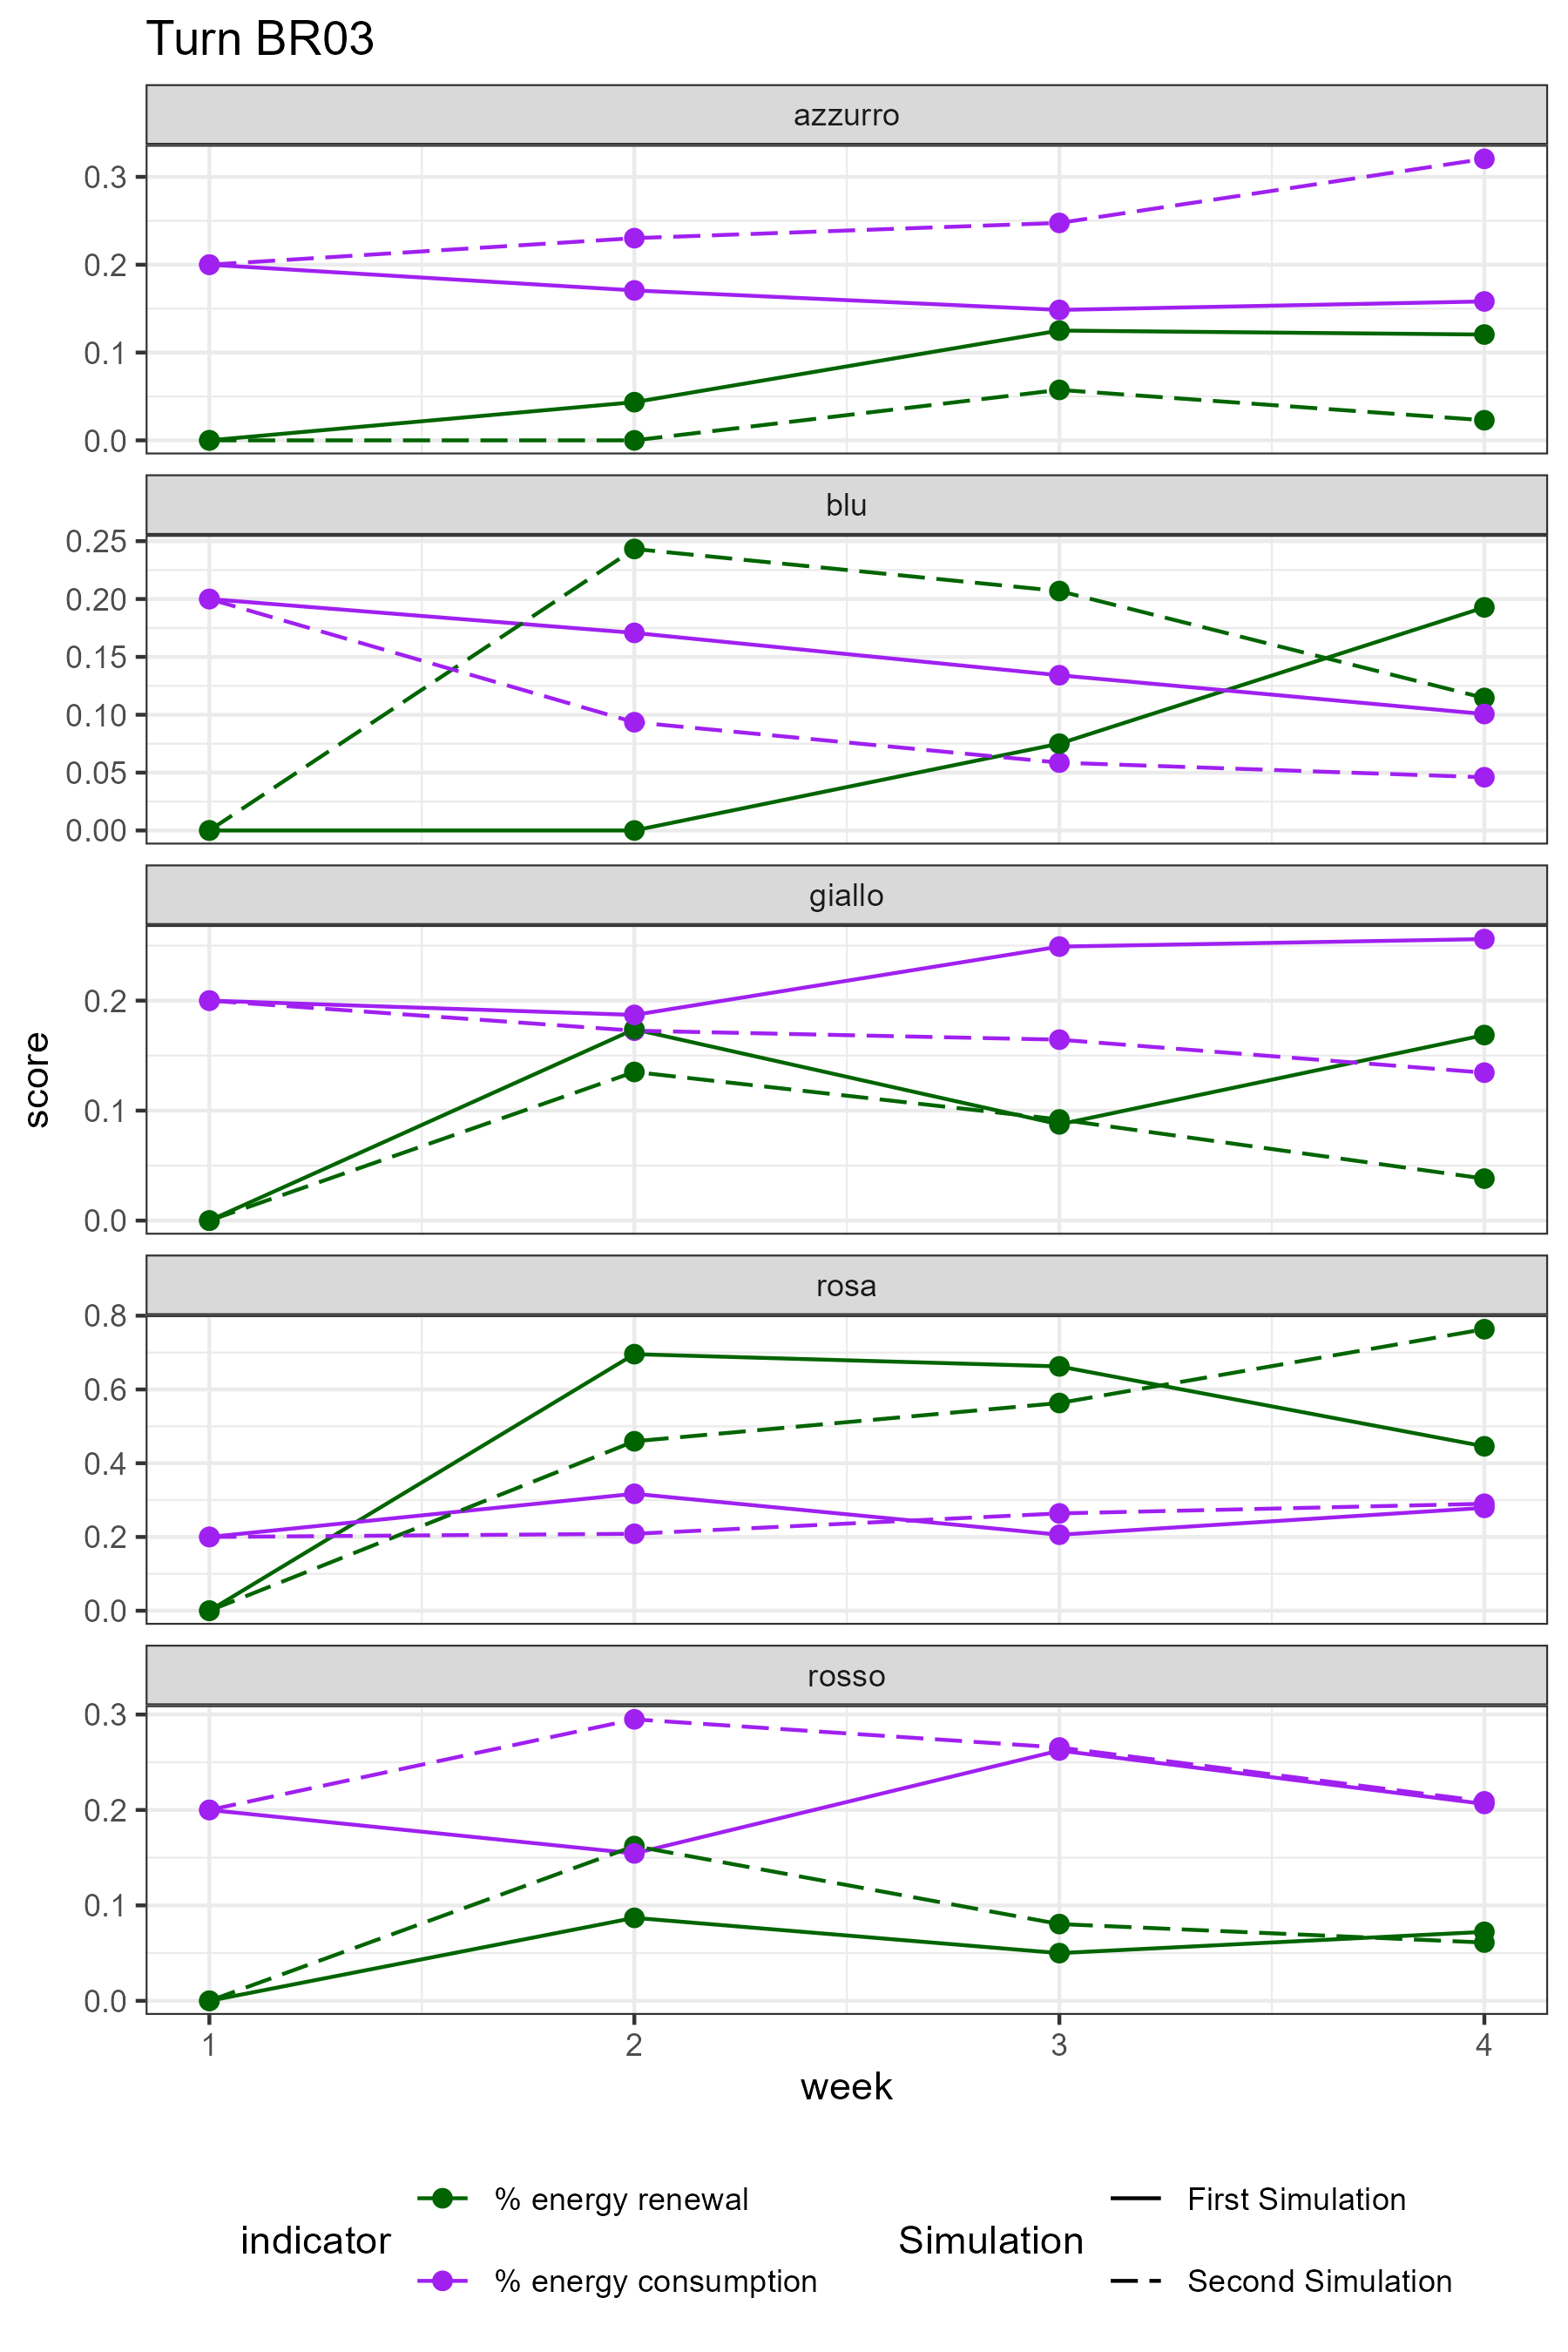 Turn BR03
azzurro
0.3
0.2
0.1
0.0
blu
0.25
0.20
0.15
0.10
0.05
0.00
giallo
0.2
0.1
0.0
score
rosa
0.8
0.6
0.4
0.2
0.0
rosso
0.3
0.2
0.1
0.0
1 2 3 4
week
indicator
% energy renewal
% energy consumption
Simulation
First Simulation
Second Simulation